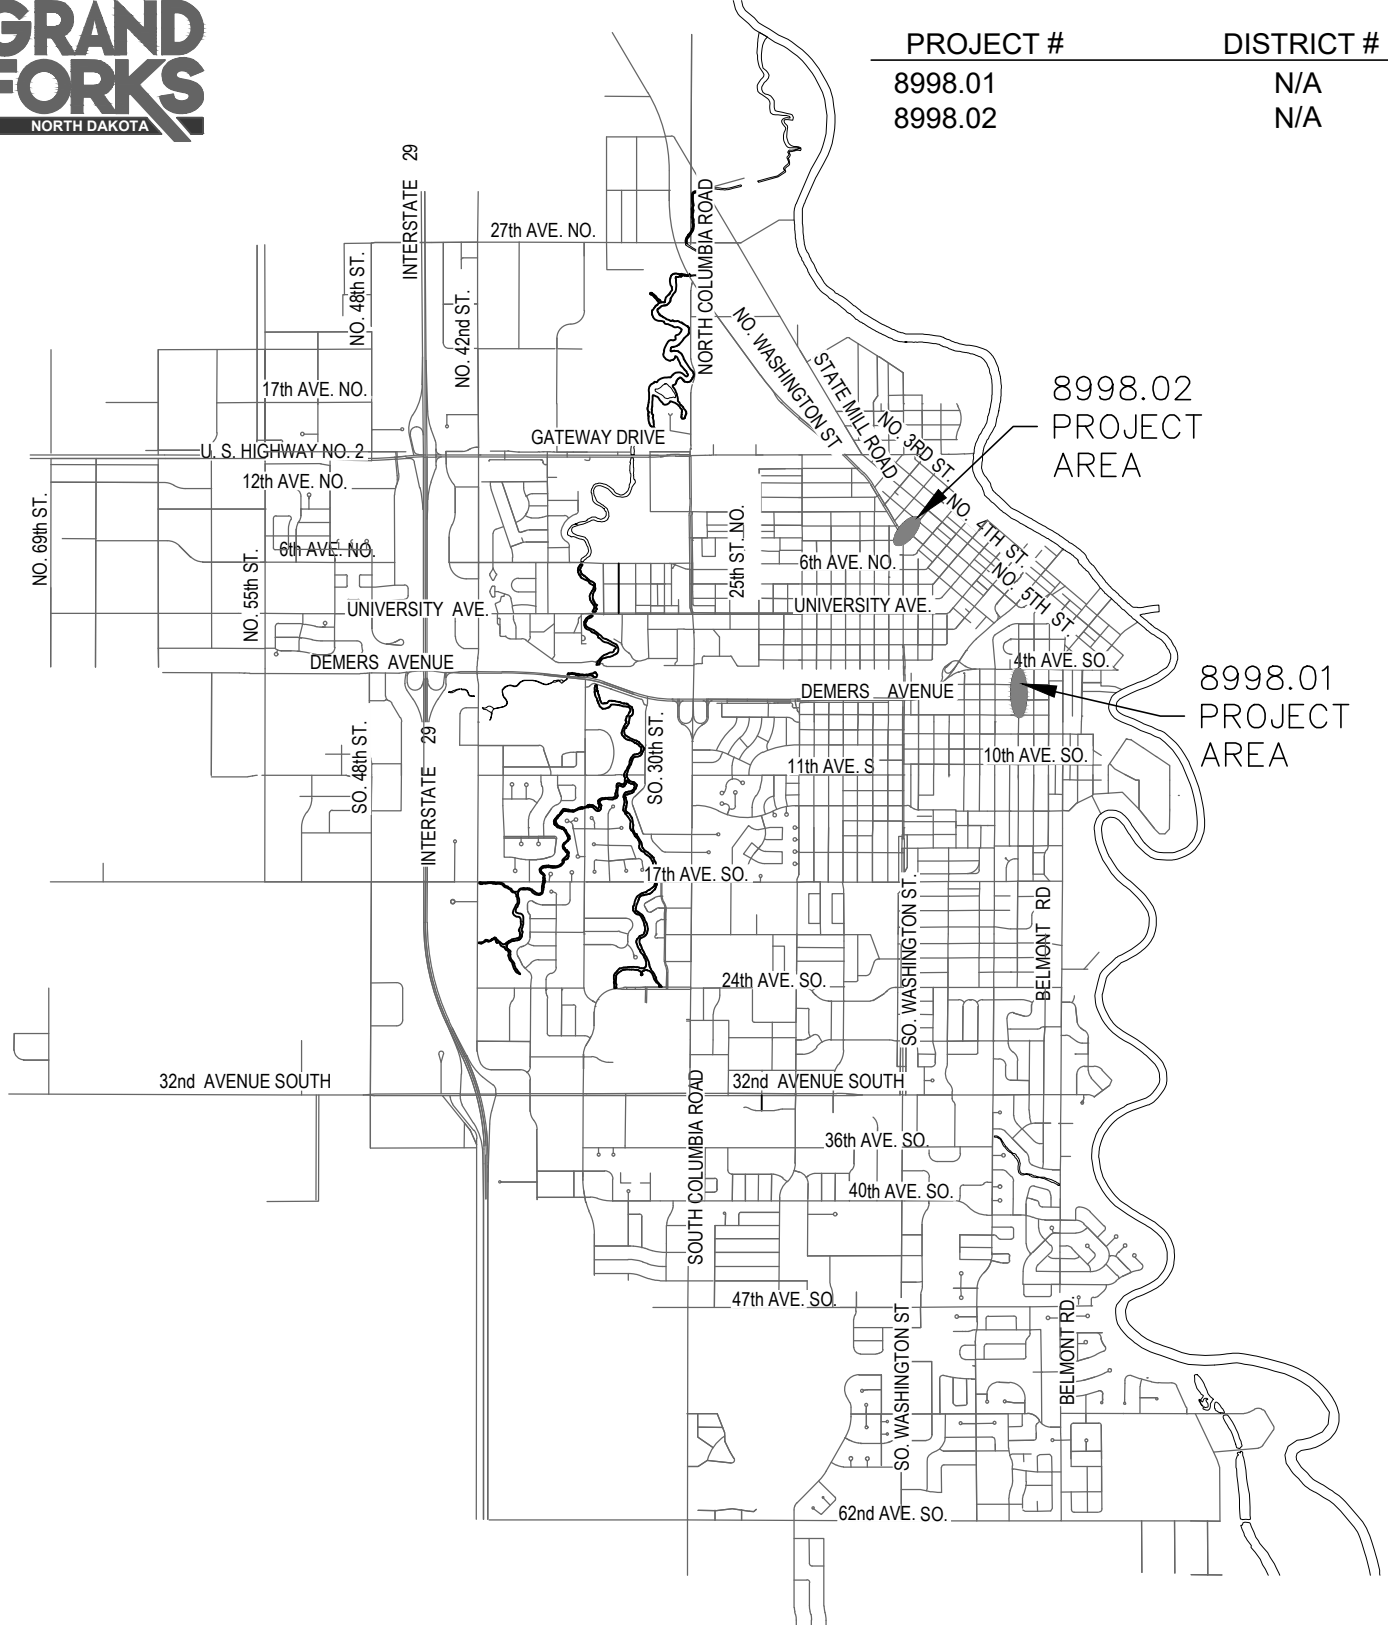 GRAND
FORKS
NORTH DAKOTA
PROJECT # DISTRICT #
8998.01 N/A
8998.02 N/A
INTERSTATE 29
NORTH COLUMBIA ROAD
27th AVE. NO.
NO. 48th ST.
NO. 42nd ST.
NO. WASHINGTON ST
STATE MILL ROAD
17th AVE. NO.
8998.02
PROJECT
AREA
NO. 3RD ST.
GATEWAY DRIVE
U. S. HIGHWAY NO. 2
12th AVE. NO.
NO. 69th ST.
NO. 4TH ST.
25th ST. NO.
6th AVE. NO.
6th AVE. NO.
NO. 55th ST.
NO. 5TH ST.
UNIVERSITY AVE.
UNIVERSITY AVE.
DEMERS AVENUE
4th AVE. SO.
DEMERS AVENUE
8998.01
PROJECT
AREA
SO. 48th ST.
INTERSTATE 29
SO. 30th ST.
10th AVE. SO.
11th AVE. S
17th AVE. SO.
SO. WASHINGTON ST.
BELMONT RD
24th AVE. SO.
32nd AVENUE SOUTH
32nd AVENUE SOUTH
SOUTH COLUMBIA ROAD
36th AVE. SO.
40th AVE. SO.
47th AVE. SO.
SO. WASHINGTON ST
BELMONT RD.
62nd AVE. SO.